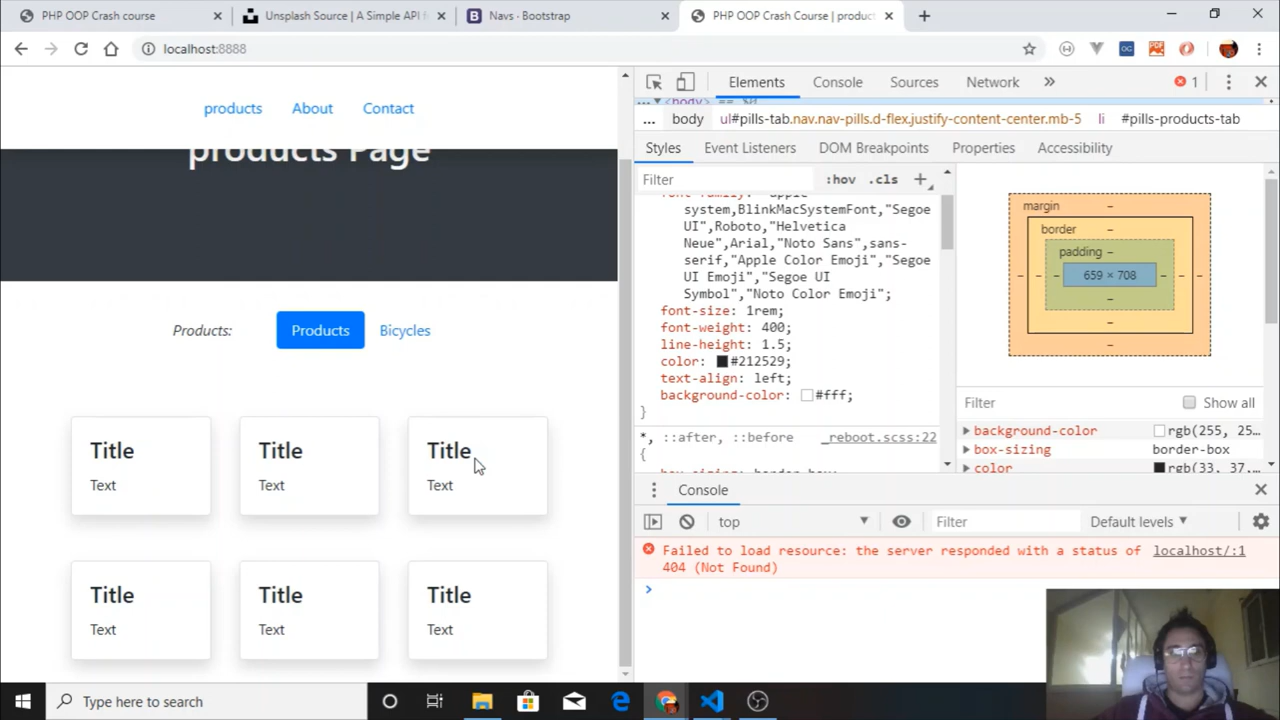 PHP OOP Crash course
Unsplash Source | A Simple API f
Navs · Bootstrap
PHP OOP Crash Course | product
localhost:8888
products About Contact
products Page
Products: Products Bicycles
Title Title Title
Text Text Text
Title Title Title
Text Text Text
Elements Console Sources Network » 1
<body> == $0
... body ul#pills-tab.nav.nav-pills.d-flex.justify-content-center.mb-5 li #pills-products-tab
Styles Event Listeners DOM Breakpoints Properties Accessibility
Filter :hov .cls +
system,BlinkMacSystemFont,"Segoe
UI",Roboto,"Helvetica
Neue",Arial,"Noto Sans",sans-
serif,"Apple Color Emoji","Segoe
UI Emoji","Segoe UI
Symbol","Noto Color Emoji";
font-size: 1rem;
font-weight: 400;
line-height: 1.5;
color: #212529;
text-align: left;
background-color: #fff;
}
*, ::after, ::before _reboot.scss:22
{
margin –
border –
padding –
– – – 659 × 708 – – –
–
–
–
Filter Show all
background-color rgb(255, 25…
box-sizing border-box
color rgb(33, 37,
Console
top Filter Default levels
Failed to load resource: the server responded with a status of localhost/:1
404 (Not Found)
Type here to search